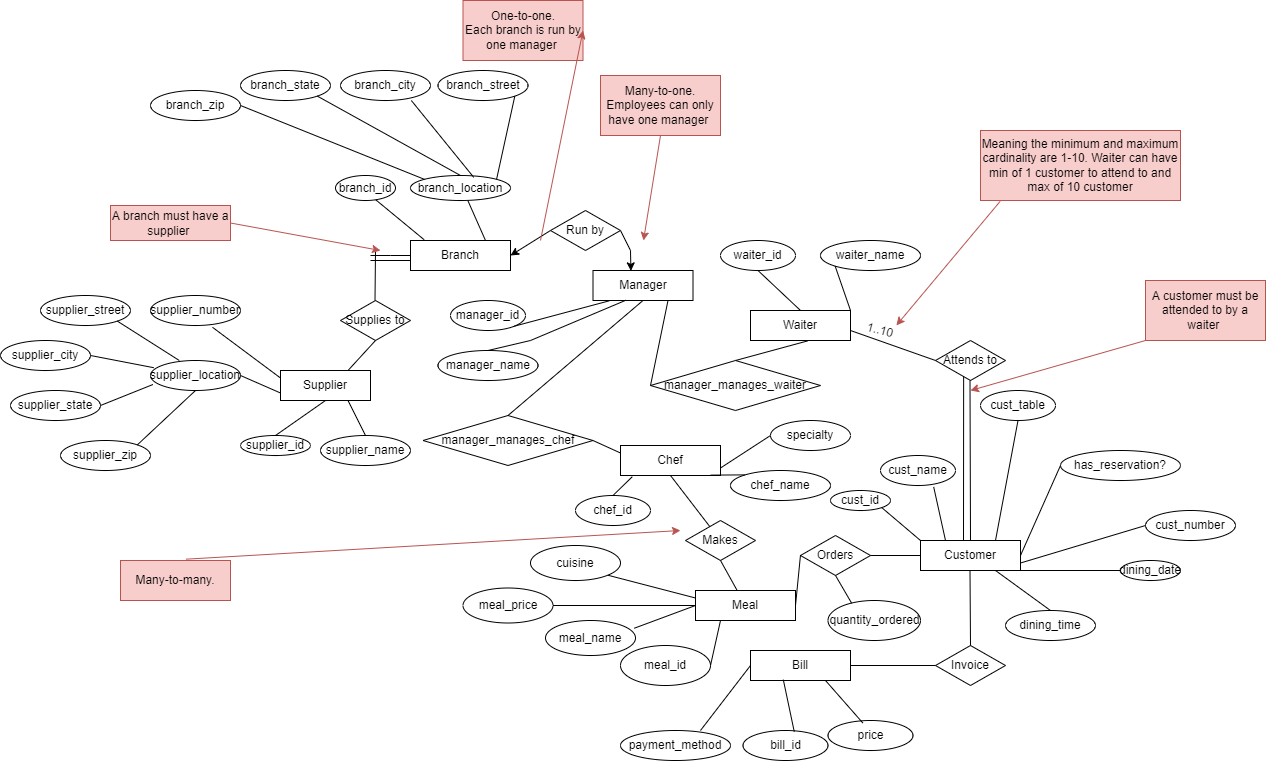 One-to-one.
Each branch is run by
one manager
branch_state
branch_city
branch_street
branch_zip
Many-to-one.
Employees can only
have one manager
Meaning the minimum and maximum
cardinality are 1-10. Waiter can have
min of 1 customer to attend to and
max of 10 customer
branch_id
branch_location
A branch must have a
supplier
Run by
Branch
waiter_id
waiter_name
Manager
supplier_street
supplier_number
manager_id
Supplies to
Waiter
1..10
A customer must be
attended to by a
waiter
supplier_city
supplier_location
manager_name
Attends to
Supplier
manager_manages_waiter
supplier_state
cust_table
supplier_zip
supplier_id
supplier_name
manager_manages_chef
specialty
Chef
cust_name
has_reservation?
chef_name
chef_id
cust_id
cust_number
Makes
Many-to-many.
cuisine
Orders
Customer
dining_date
meal_price
Meal
quantity_ordered
dining_time
meal_name
meal_id
Bill
Invoice
payment_method
bill_id
price